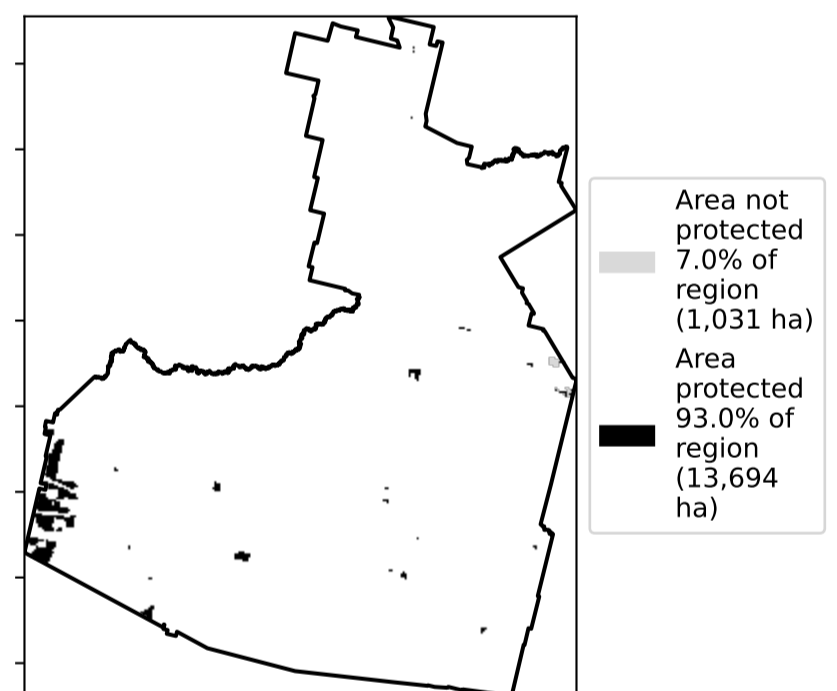 Area not
protected
7.0% of
region
(1,031 ha)
Area
protected
93.0% of
region
(13,694
ha)